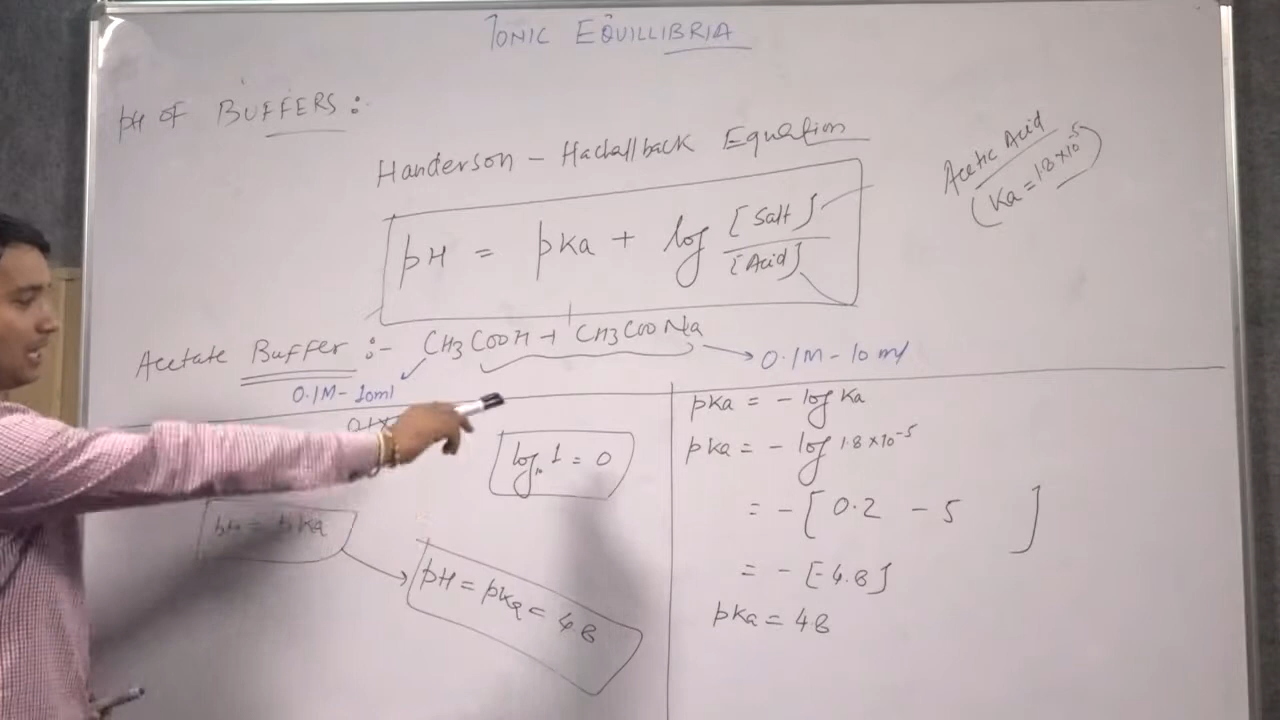 IONIC EQUILLIBRIA
pH OF BUFFERS :
Handerson - Hachallback Equation
Acetic Acid
(Ka = 1.8 × 10⁻⁵)
pH = pKa + log [Salt] / [Acid]
Acetate Buffer :- CH3COOH + CH3COONa
0.1M - 10ml
0.1M - 10 ml
log₁₀ 1 = 0
pH = pKa
pH = pKa = 4.8
pKa = - log Ka
pKa = - log 1.8×10⁻⁵
= - [ 0.2 - 5 ]
= - [-4.8]
pKa = 4.8